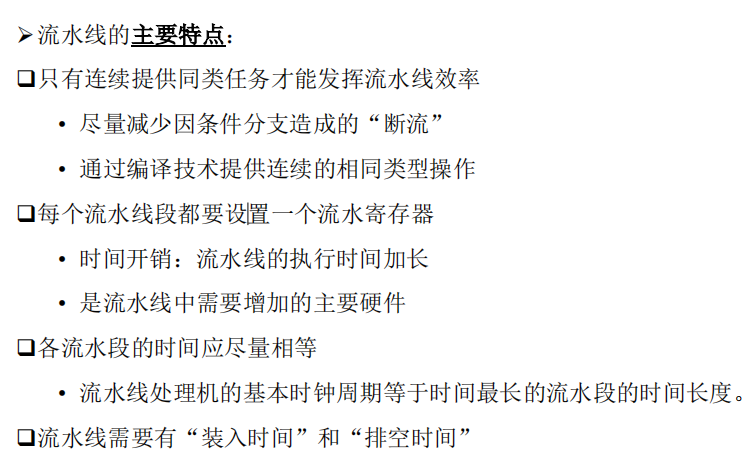 ➢流水线的主要特点：
❑只有连续提供同类任务才能发挥流水线效率
• 尽量减少因条件分支造成的“断流”
• 通过编译技术提供连续的相同类型操作
❑每个流水线段都要设置一个流水寄存器
• 时间开销：流水线的执行时间加长
• 是流水线中需要增加的主要硬件
❑各流水段的时间应尽量相等
• 流水线处理机的基本时钟周期等于时间最长的流水段的时间长度。
❑流水线需要有“装入时间”和“排空时间”